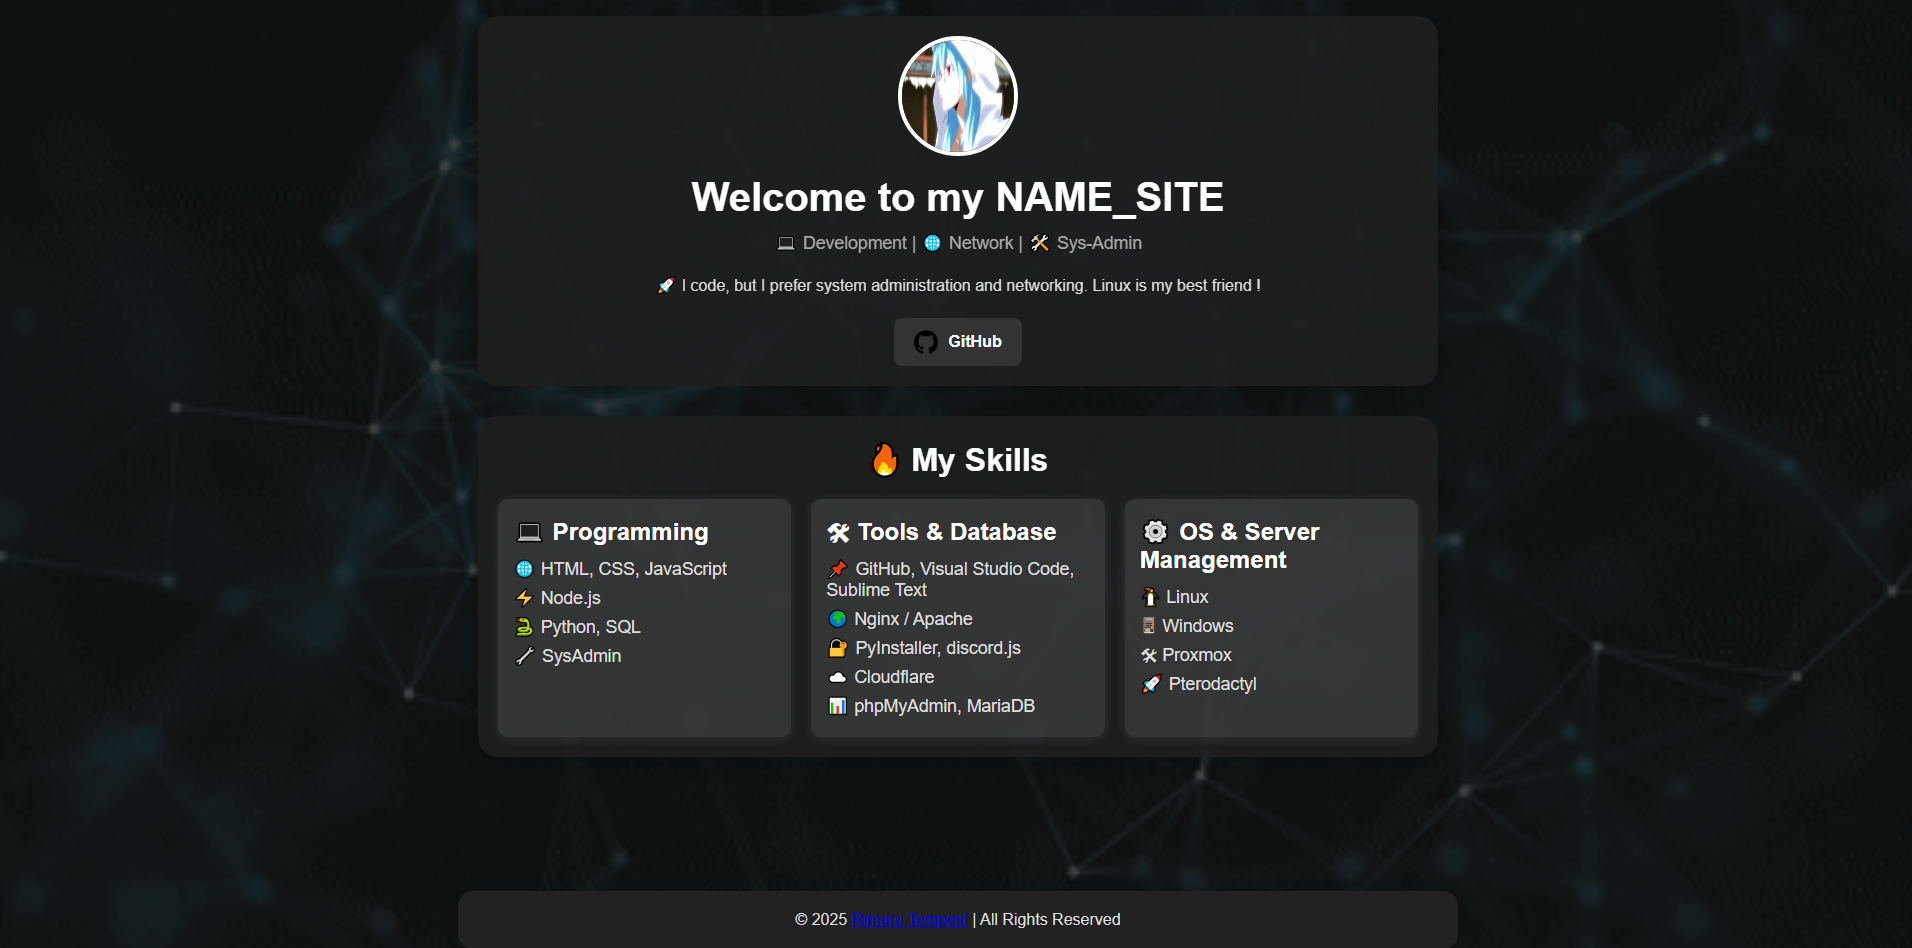 Welcome to my NAME_SITE
💻 Development | 🌐 Network | 🛠 Sys-Admin
🚀 I code, but I prefer system administration and networking. Linux is my best friend !
GitHub
🔥 My Skills
💻 Programming
🌐 HTML, CSS, JavaScript
⚡ Node.js
🐍 Python, SQL
🔧 SysAdmin
🛠 Tools & Database
📌 GitHub, Visual Studio Code,
Sublime Text
🌍 Nginx / Apache
🔐 PyInstaller, discord.js
☁ Cloudflare
📊 phpMyAdmin, MariaDB
⚙ OS & Server
Management
🐧 Linux
🖥 Windows
🛠 Proxmox
🚀 Pterodactyl
© 2025 Rimuru-Tempest | All Rights Reserved